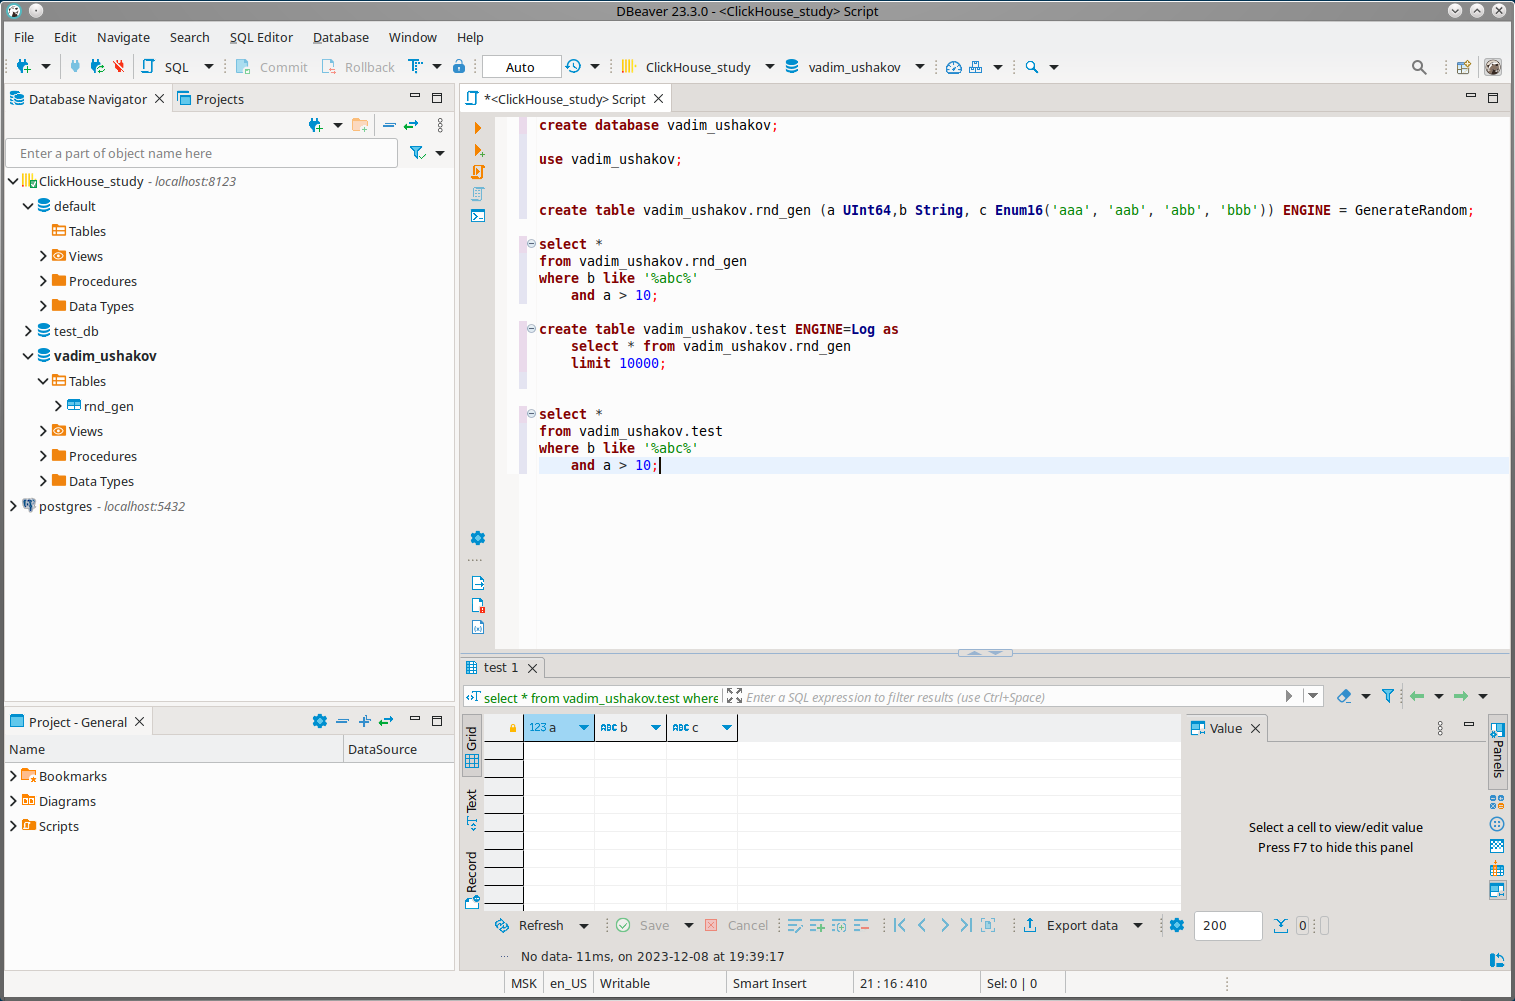 DBeaver 23.3.0 - <ClickHouse_study> Script
File Edit Navigate Search SQL Editor Database Window Help
SQL Commit Rollback Auto ClickHouse_study vadim_ushakov
Database Navigator Projects
Enter a part of object name here
ClickHouse_study - localhost:8123
default
Tables
Views
Procedures
Data Types
test_db
vadim_ushakov
Tables
rnd_gen
Views
Procedures
Data Types
postgres - localhost:5432
Project - General
Name DataSource
Bookmarks
Diagrams
Scripts
*<ClickHouse_study> Script
create database vadim_ushakov;
use vadim_ushakov;
create table vadim_ushakov.rnd_gen (a UInt64,b String, c Enum16('aaa', 'aab', 'abb', 'bbb')) ENGINE = GenerateRandom;
select *
from vadim_ushakov.rnd_gen
where b like '%abc%'
and a > 10;
create table vadim_ushakov.test ENGINE=Log as
select * from vadim_ushakov.rnd_gen
limit 10000;
select *
from vadim_ushakov.test
where b like '%abc%'
and a > 10;
test 1
select * from vadim_ushakov.test where
Enter a SQL expression to filter results (use Ctrl+Space)
Grid
Text
Record
123 a ABC b ABC c
Value
Select a cell to view/edit value
Press F7 to hide this panel
Panels
Refresh Save Cancel Export data 200 0
No data- 11ms, on 2023-12-08 at 19:39:17
MSK en_US Writable Smart Insert 21 : 16 : 410 Sel: 0 | 0